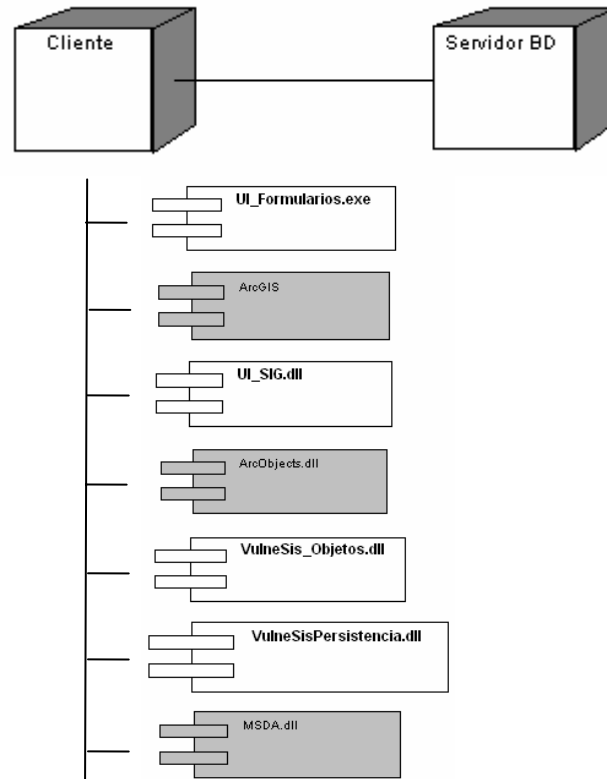 Cliente
Servidor BD
UI_Formularios.exe
ArcGIS
UI_SIG.dll
ArcObjects.dll
VulneSis_Objetos.dll
VulneSisPersistencia.dll
MSDA.dll